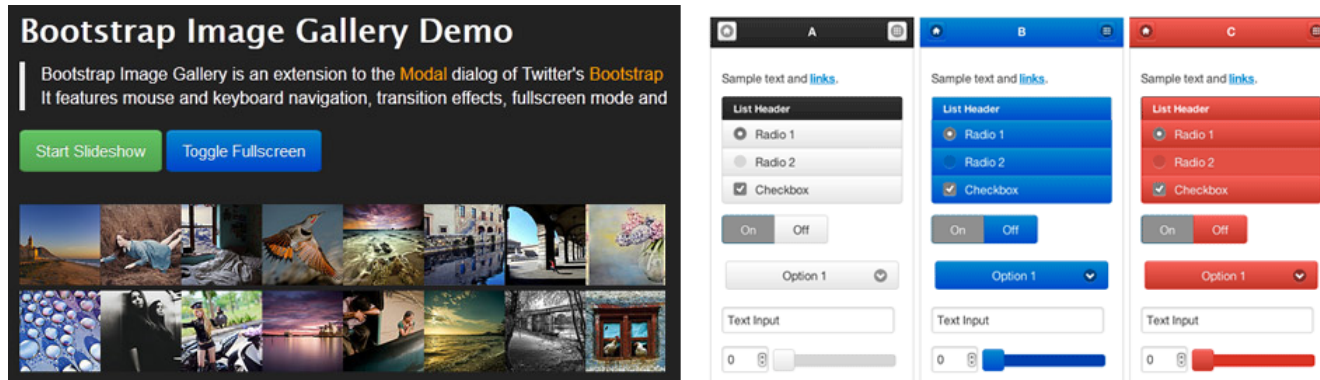 Bootstrap Image Gallery Demo
Bootstrap Image Gallery is an extension to the Modal dialog of Twitter's Bootstrap
It features mouse and keyboard navigation, transition effects, fullscreen mode and
Start Slideshow
Toggle Fullscreen
A
Sample text and links.
List Header
Radio 1
Radio 2
Checkbox
On Off
Option 1
Text Input
0
B
Sample text and links.
List Header
Radio 1
Radio 2
Checkbox
On Off
Option 1
Text Input
0
C
Sample text and links.
List Header
Radio 1
Radio 2
Checkbox
On Off
Option 1
Text Input
0